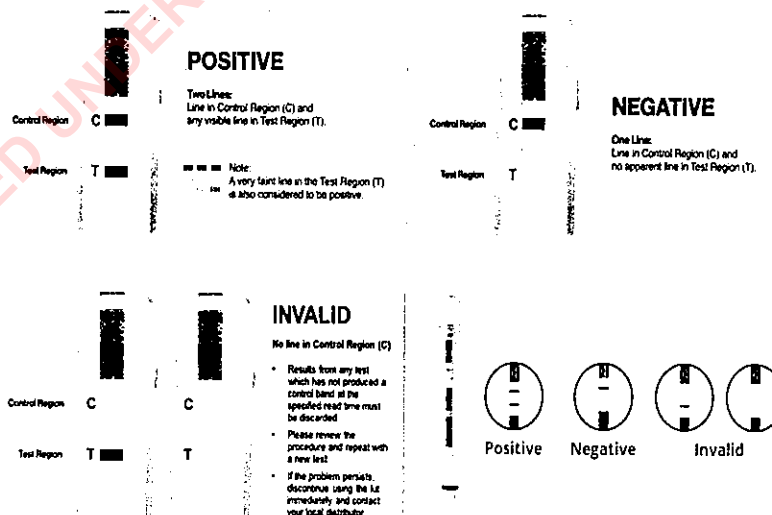 POSITIVE
Two Lines:
Line in Control Region (C) and
any visible line in Test Region (T).
Control Region C
Test Region T
Note:
A very faint line in the Test Region (T)
is also considered to be positive.
NEGATIVE
One Line:
Line in Control Region (C) and
no apparent line in Test Region (T).
Control Region C
Test Region T
INVALID
No line in Control Region (C)
Control Region C C
Test Region T T
• Results from any test
which has not produced a
control band at the
specified read time must
be discarded
• Please review the
procedure and repeat with
a new test
• If the problem persists,
discontinue using the kit
immediately and contact
your local distributor
Positive Negative Invalid
ED UNDER